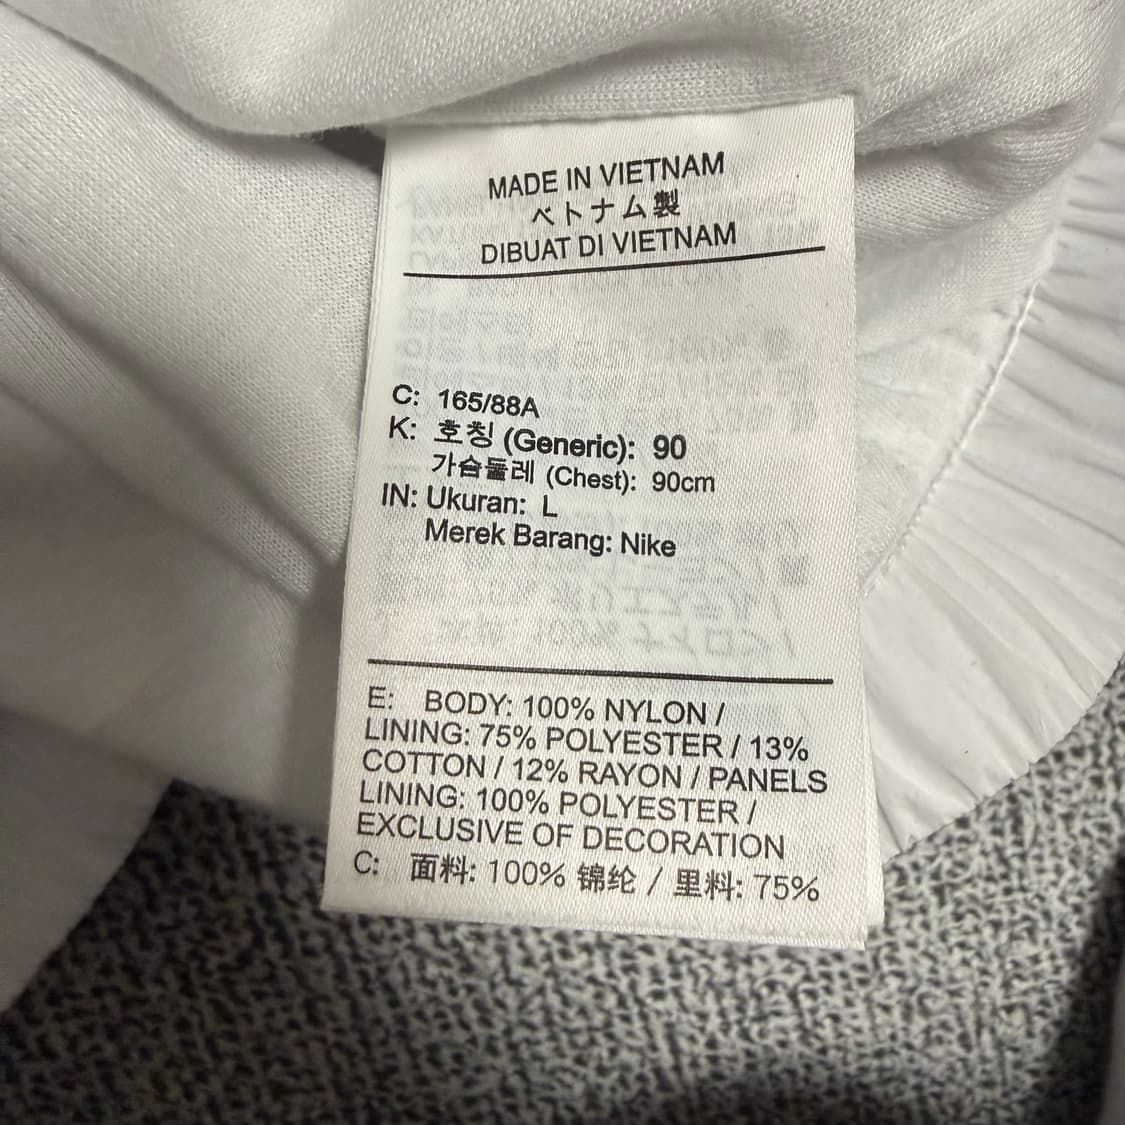 MADE IN VIETNAM
ベトナム製
DIBUAT DI VIETNAM
C: 165/88A
K: 호칭 (Generic): 90
가슴둘레 (Chest): 90cm
IN: Ukuran: L
Merek Barang: Nike
E: BODY: 100% NYLON /
LINING: 75% POLYESTER / 13%
COTTON / 12% RAYON / PANELS
LINING: 100% POLYESTER /
EXCLUSIVE OF DECORATION
C: 面料: 100% 锦纶 / 里料: 75%